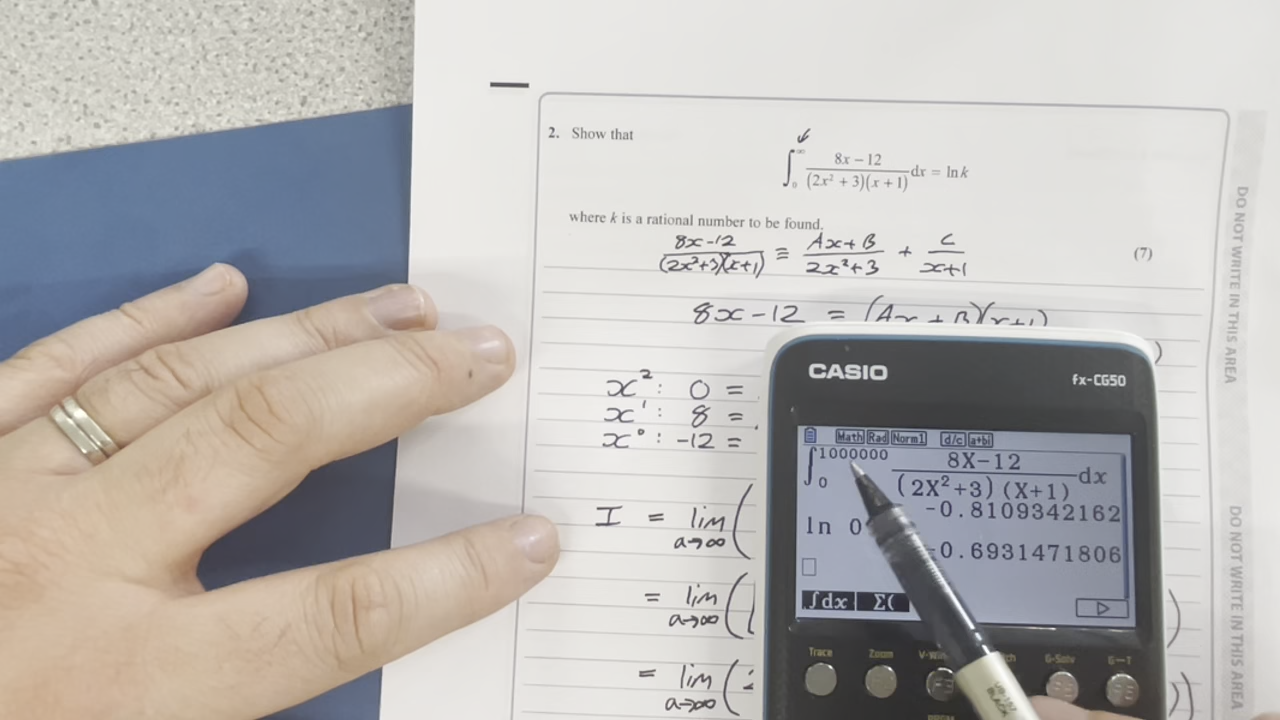 2. Show that
∫₀^∞ (8x − 12)/((2x² + 3)(x + 1)) dx = ln k
where k is a rational number to be found.
(8x-12)/((2x²+3)(x+1)) ≡ (Ax+B)/(2x²+3) + C/(x+1)
(7)
8x-12 = (Ax+B)(x+1)
x²: 0 =
x¹: 8 =
x⁰: -12 =
I = lim a→∞ (
= lim a→∞ (
= lim a→∞ (
CASIO
fx-CG50
Math Rad Norm1 d/c a+bi
∫₀^1000000 (8X-12)/((2X²+3)(X+1)) dx
-0.8109342162
ln 0
-0.6931471806
∫dx Σ(
Trace Zoom V-Win G-Solv G↔T
DO NOT WRITE IN THIS AREA
DO NOT WRITE IN THIS AREA